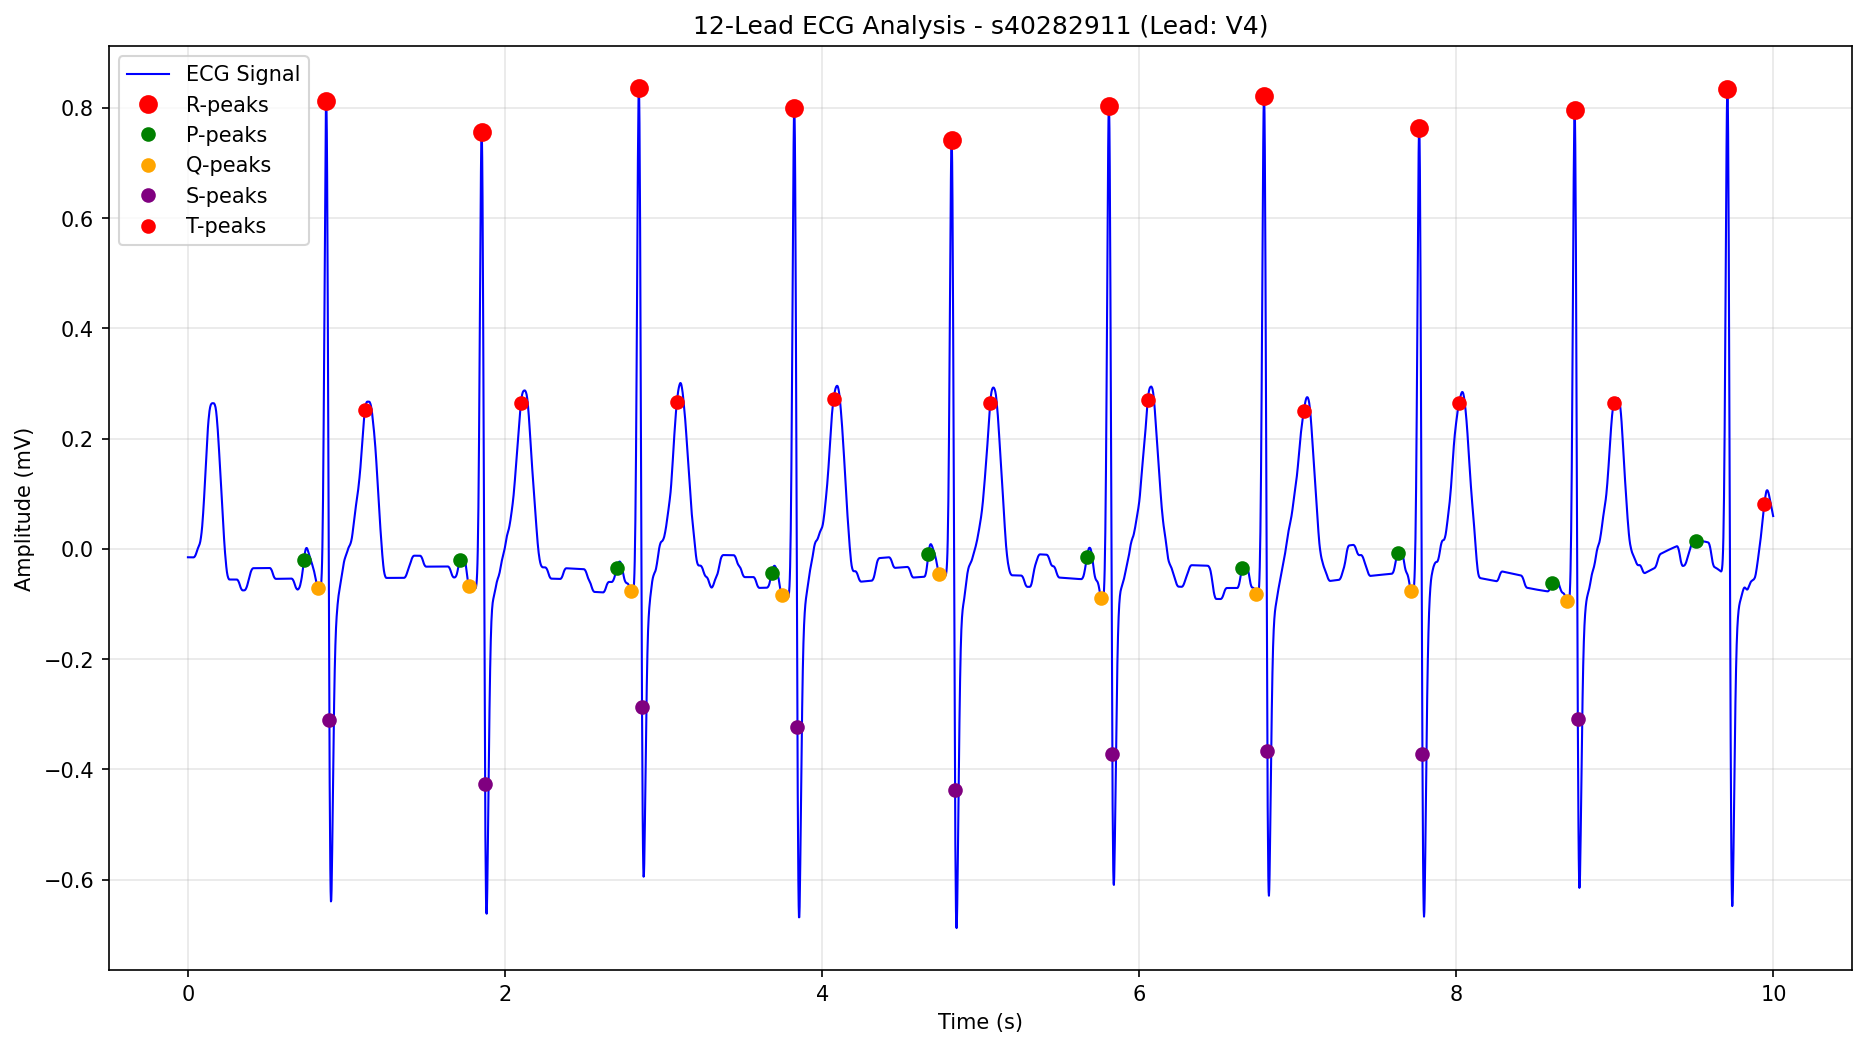 12-Lead ECG Analysis - s40282911 (Lead: V4)
ECG Signal
R-peaks
P-peaks
Q-peaks
S-peaks
T-peaks
Amplitude (mV)
0.8
0.6
0.4
0.2
0.0
−0.2
−0.4
−0.6
0 2 4 6 8 10
Time (s)